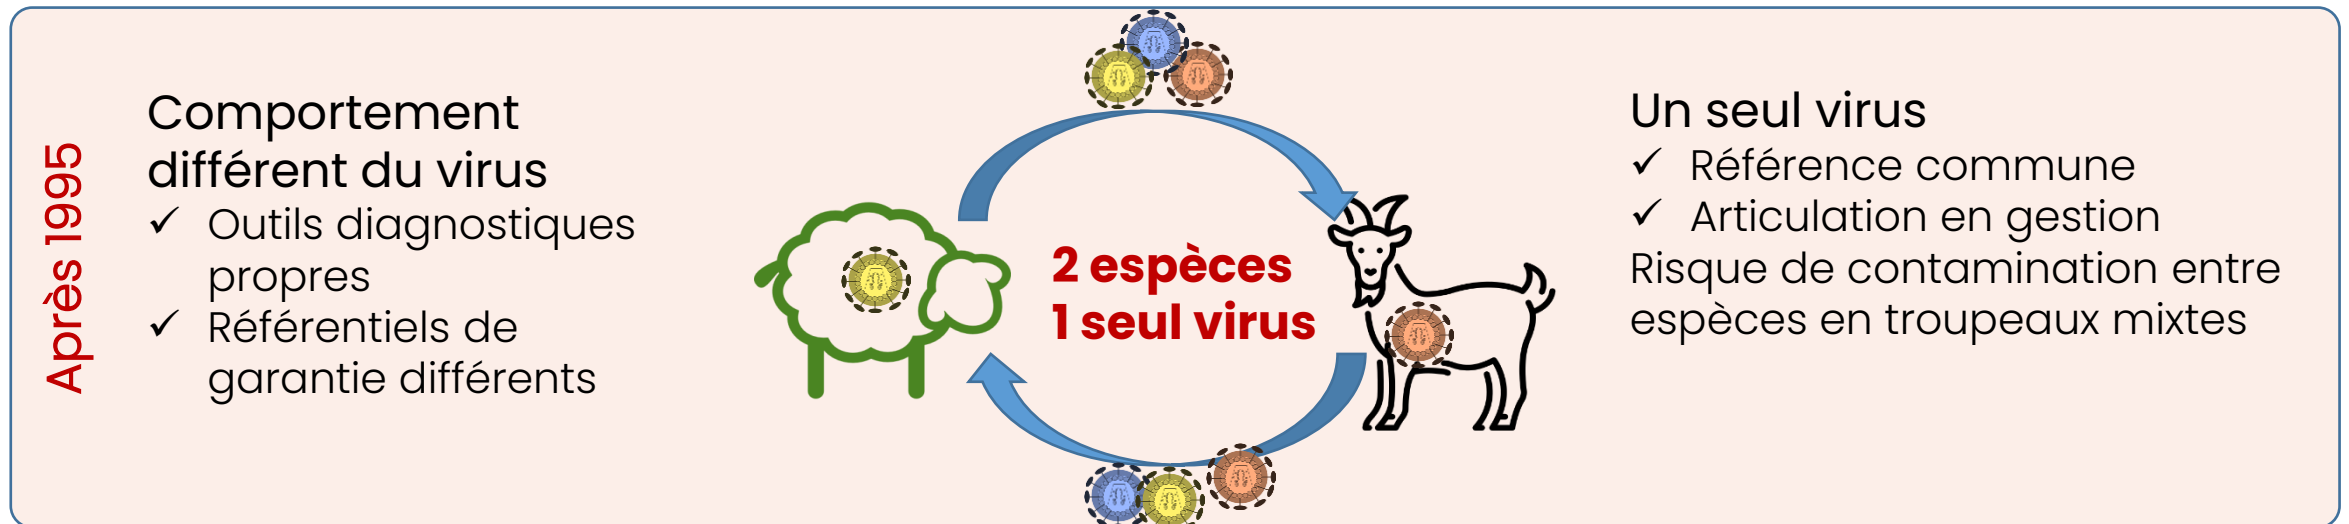 Après 1995
Comportement
différent du virus
✓ Outils diagnostiques
propres
✓ Référentiels de
garantie différents
2 espèces
1 seul virus
Un seul virus
✓ Référence commune
✓ Articulation en gestion
Risque de contamination entre
espèces en troupeaux mixtes